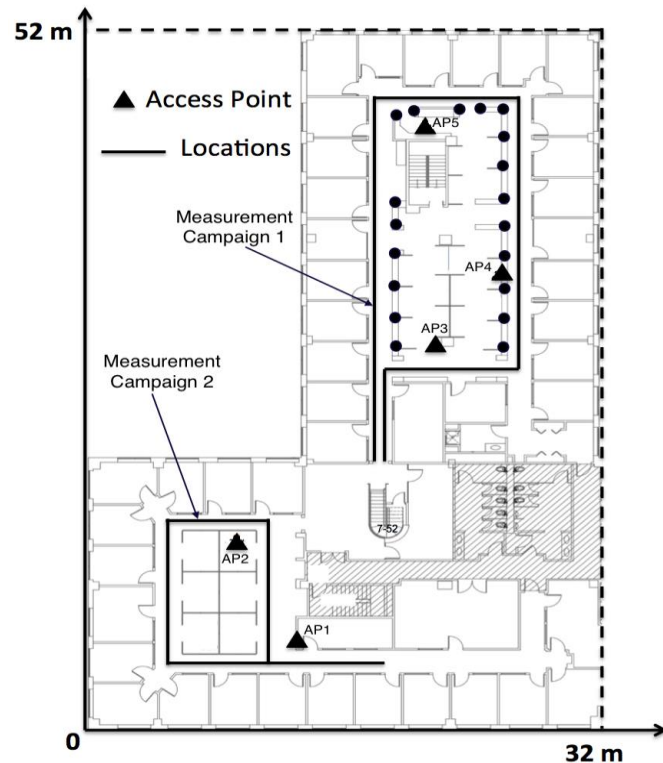 52 m
Access Point
Locations
AP5
Measurement
Campaign 1
AP4
AP3
Measurement
Campaign 2
7-52
AP2
AP1
0
32 m